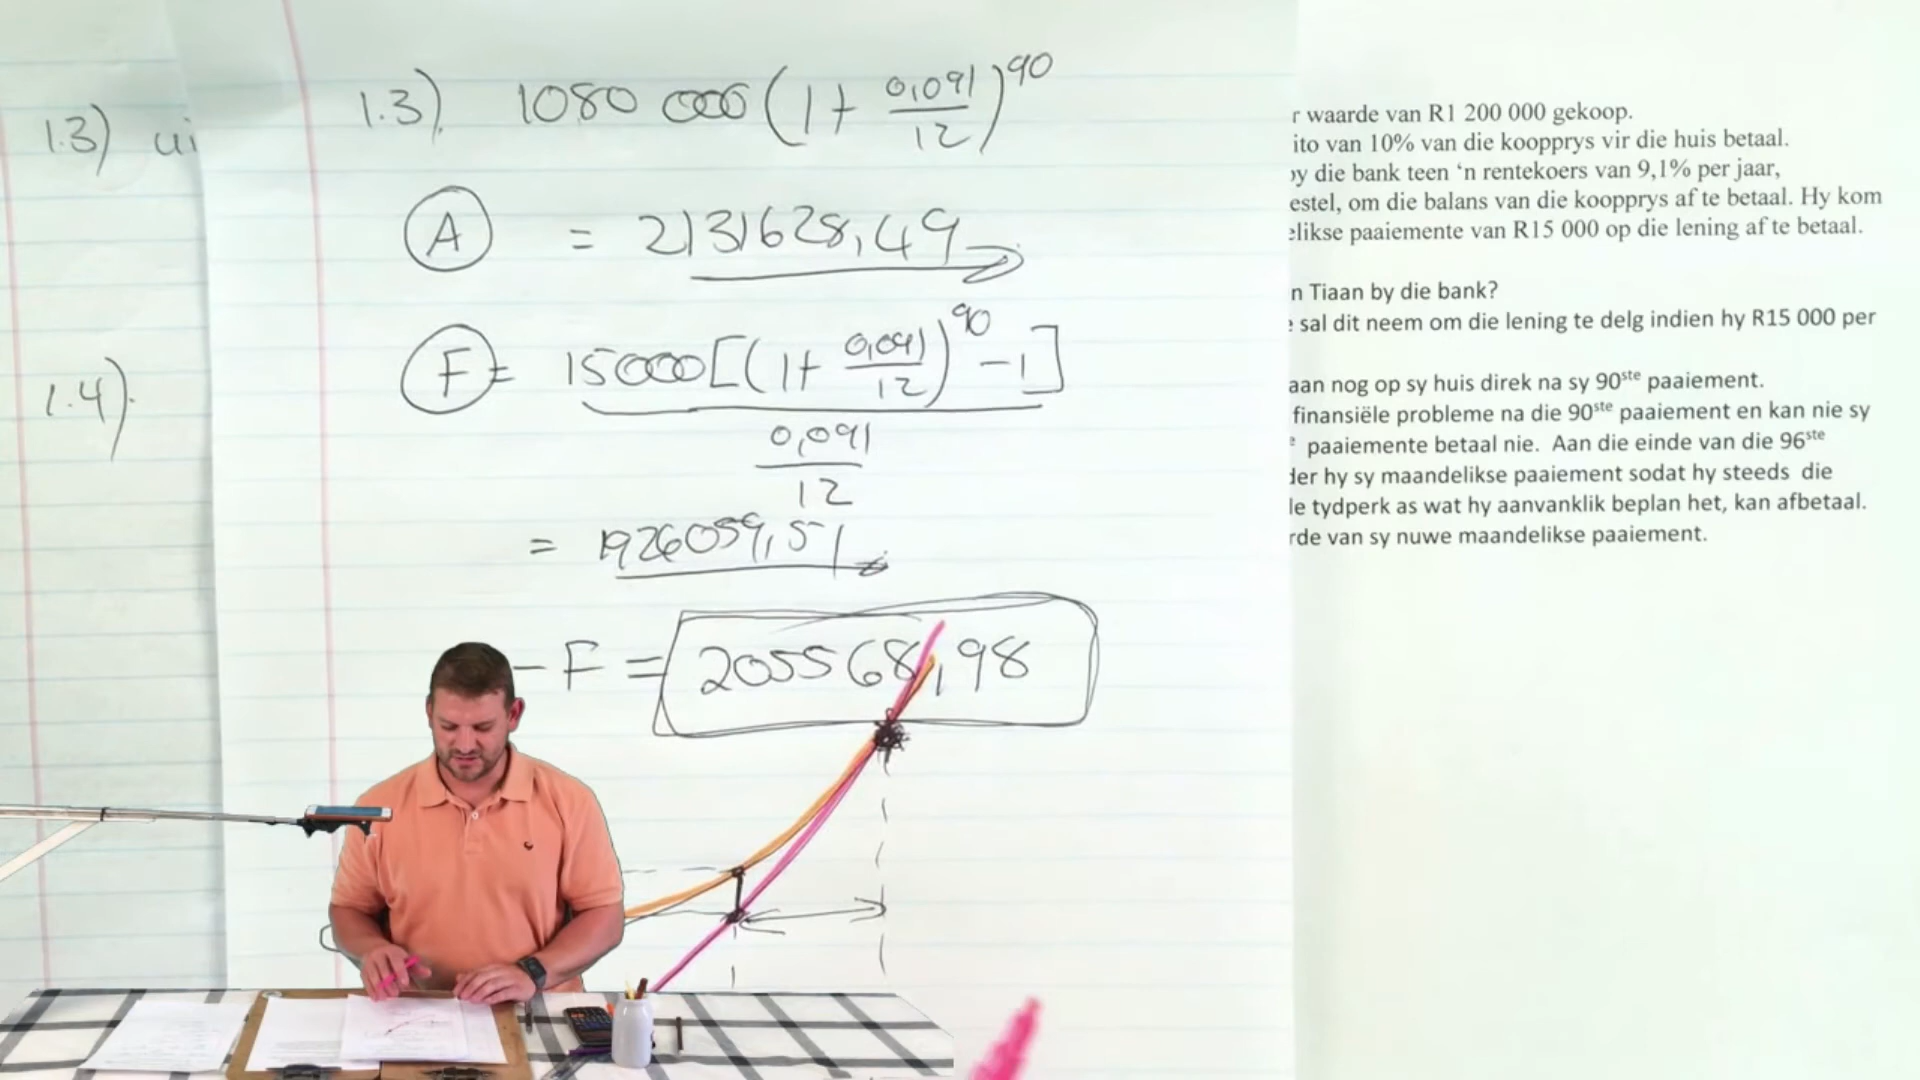 1.3) ui
1.4)
1.3) 1080 000 (1 + 0,091/12)^90
A = 2131628,49
F = 15000[(1 + 0,091/12)^90 - 1]
0,091
12
= 1926059,51
- F = 205568,98
r waarde van R1 200 000 gekoop.
ito van 10% van die koopprys vir die huis betaal.
by die bank teen 'n rentekoers van 9,1% per jaar,
estel, om die balans van die koopprys af te betaal. Hy kom
elikse paaiemente van R15 000 op die lening af te betaal.
n Tiaan by die bank?
e sal dit neem om die lening te delg indien hy R15 000 per
aan nog op sy huis direk na sy 90ste paaiement.
finansiële probleme na die 90ste paaiement en kan nie sy
e paaiemente betaal nie. Aan die einde van die 96ste
der hy sy maandelikse paaiement sodat hy steeds die
le tydperk as wat hy aanvanklik beplan het, kan afbetaal.
rde van sy nuwe maandelikse paaiement.